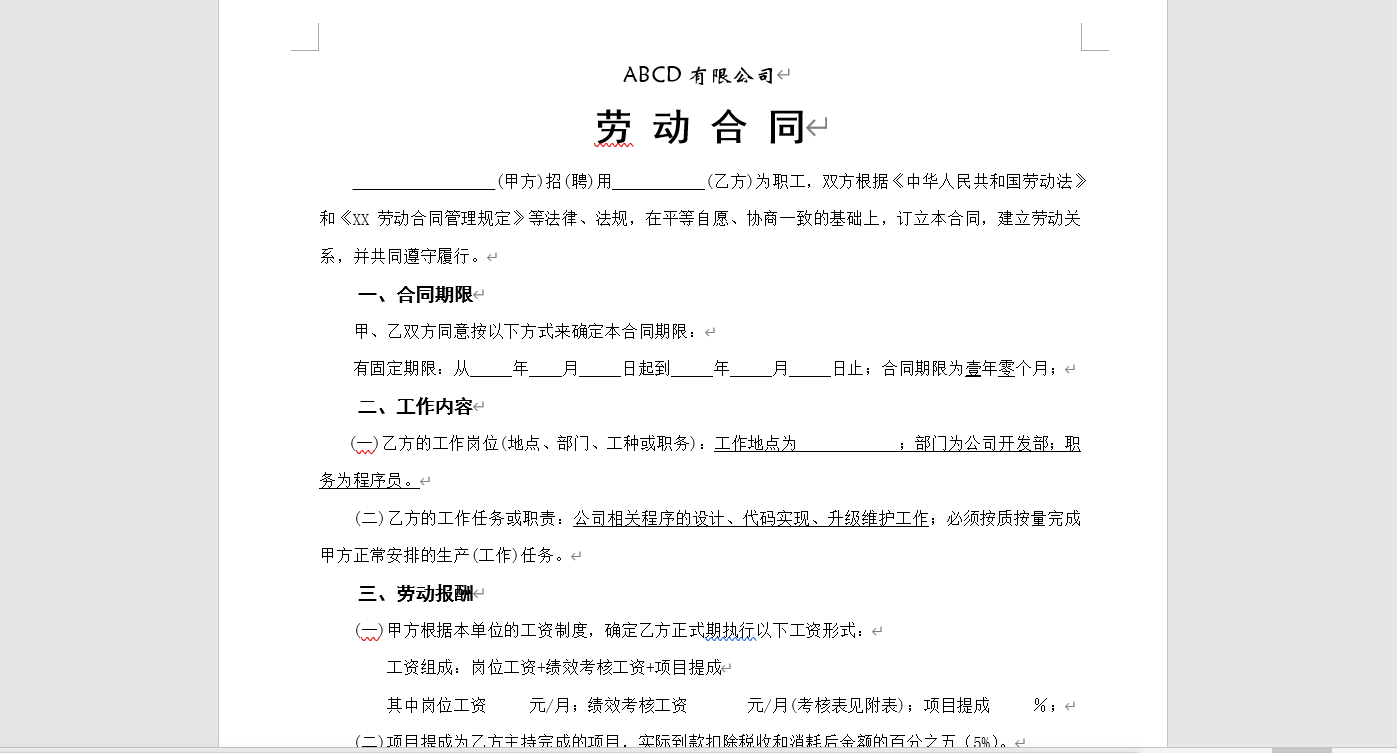 ABCD 有限公司
劳 动 合 同
________________(甲方)招(聘)用___________(乙方)为职工，双方根据《中华人民共和国劳动法》
和《XX 劳动合同管理规定》等法律、法规，在平等自愿、协商一致的基础上，订立本合同，建立劳动关
系，并共同遵守履行。
一、合同期限
甲、乙双方同意按以下方式来确定本合同期限：
有固定期限：从_____年____月_____日起到_____年_____月_____日止；合同期限为壹年零个月；
二、工作内容
(一)乙方的工作岗位(地点、部门、工种或职务)：工作地点为            ；部门为公司开发部；职
务为程序员。
(二)乙方的工作任务或职责：公司相关程序的设计、代码实现、升级维护工作；必须按质按量完成
甲方正常安排的生产(工作)任务。
三、劳动报酬
(一)甲方根据本单位的工资制度，确定乙方正式期执行以下工资形式：
工资组成：岗位工资+绩效考核工资+项目提成
其中岗位工资     元/月；绩效考核工资       元/月(考核表见附表)；项目提成     %；
(二)项目提成为乙方主持完成的项目，实际到款扣除税收和消耗后金额的百分之五（5%）。